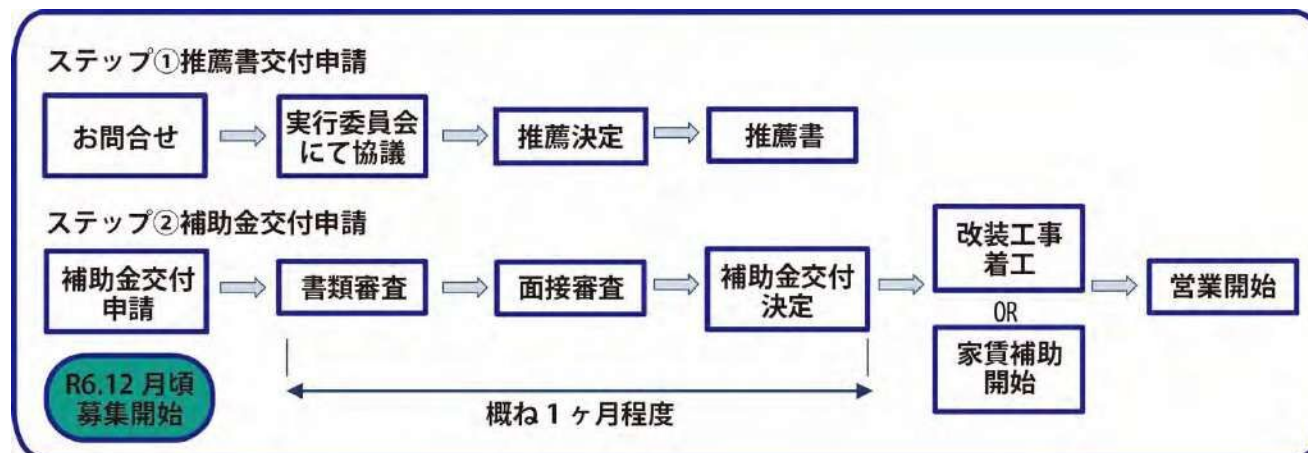 ステップ①推薦書交付申請
お問合せ
実行委員会
にて協議
推薦決定
推薦書
ステップ②補助金交付申請
補助金交付
申請
書類審査
面接審査
補助金交付
決定
改装工事
着工
OR
家賃補助
開始
営業開始
R6.12月頃
募集開始
概ね1ヶ月程度